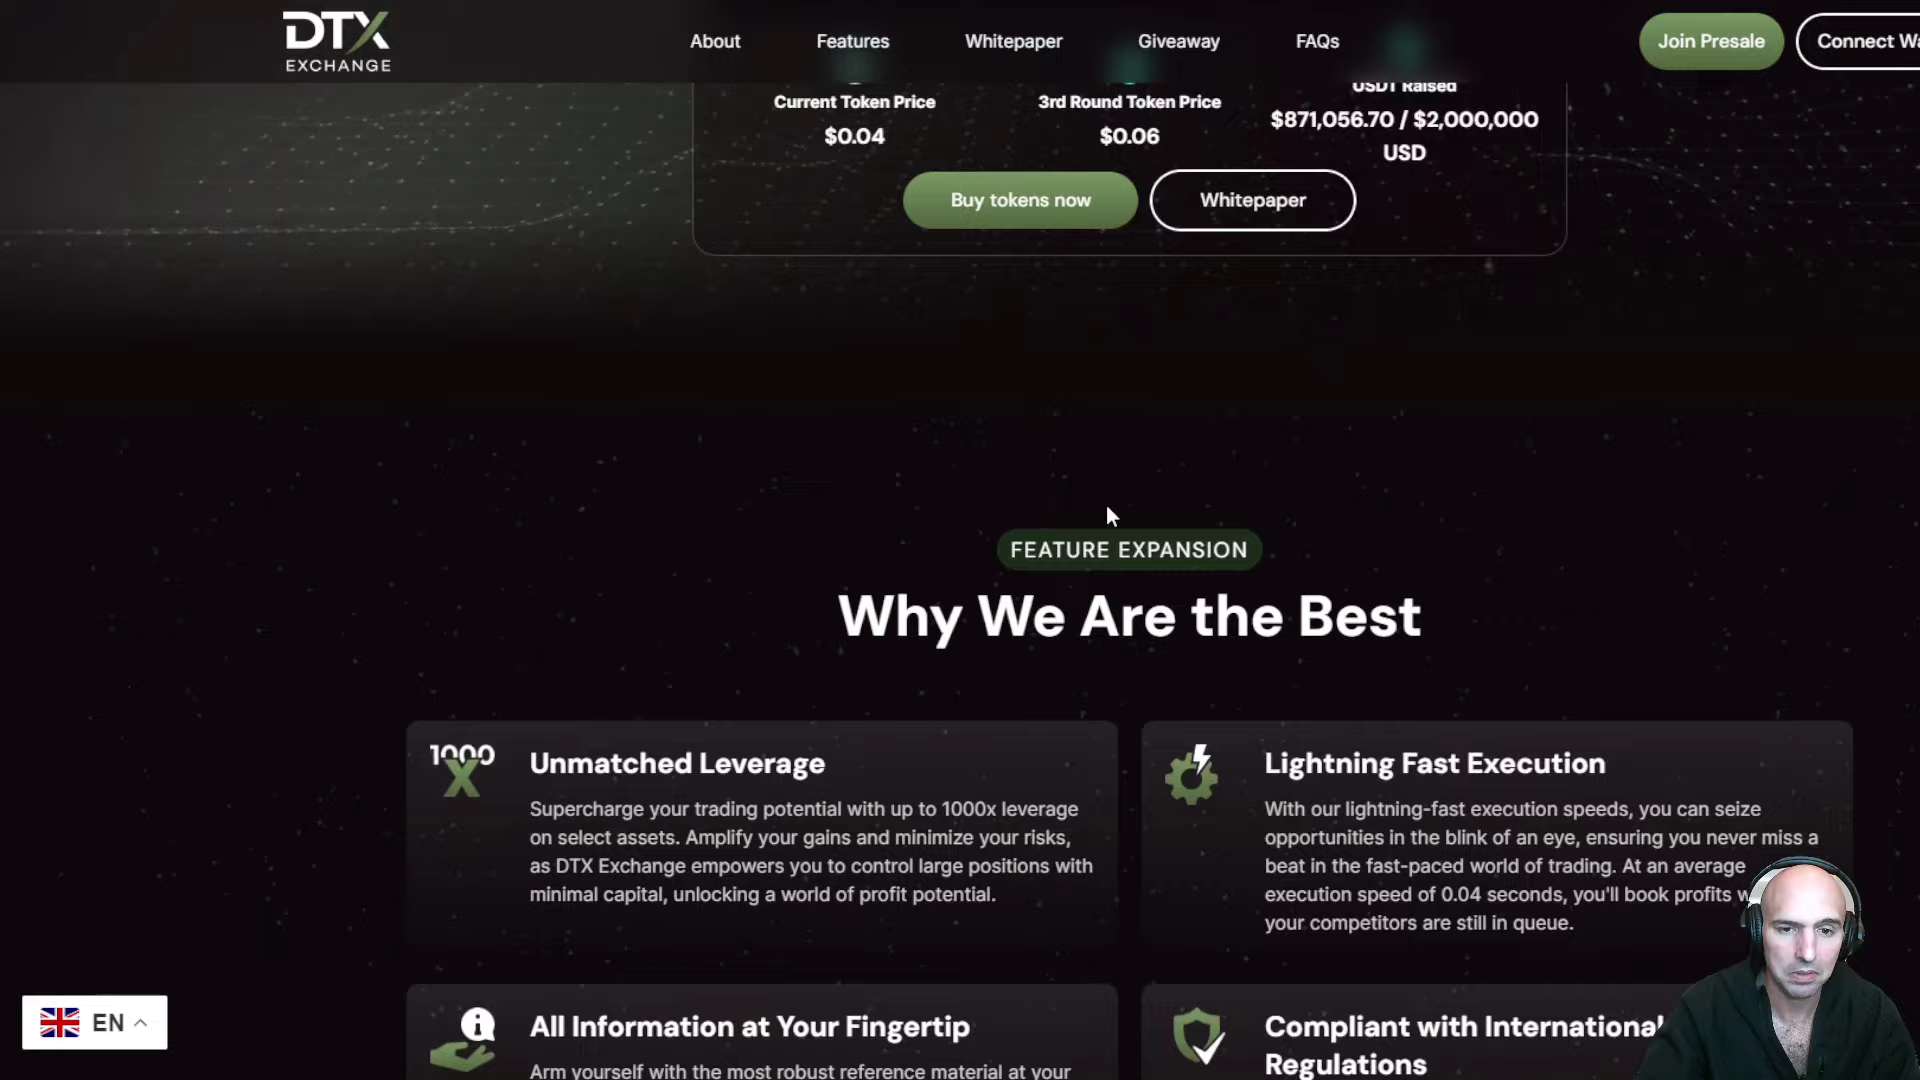 DTX
EXCHANGE
About
Features
Whitepaper
Giveaway
FAQs
Join Presale
Connect
Current Token Price
$0.04
3rd Round Token Price
$0.06
USDT Raised
$871,056.70 / $2,000,000
USD
Buy tokens now
Whitepaper
FEATURE EXPANSION
Why We Are the Best
1000
X
Unmatched Leverage
Supercharge your trading potential with up to 1000x leverage
on select assets. Amplify your gains and minimize your risks,
as DTX Exchange empowers you to control large positions with
minimal capital, unlocking a world of profit potential.
Lightning Fast Execution
With our lightning-fast execution speeds, you can seize
opportunities in the blink of an eye, ensuring you never miss a
beat in the fast-paced world of trading. At an average
execution speed of 0.04 seconds, you'll book profits
your competitors are still in queue.
All Information at Your Fingertip
Arm yourself with the most robust reference material at your
Compliant with International
Regulations
EN